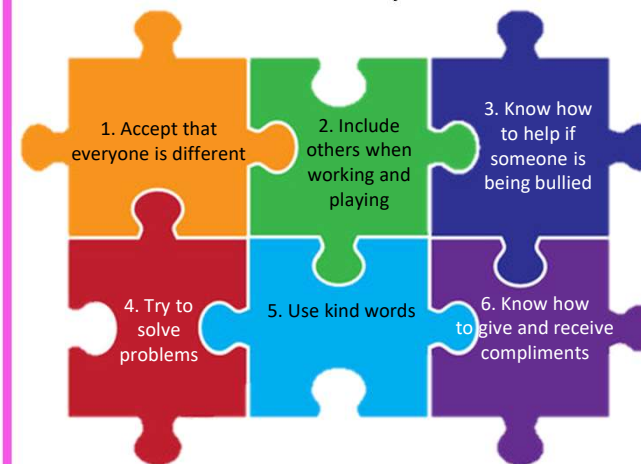 1. Accept that
everyone is different
2. Include
others when
working and
playing
3. Know how
to help if
someone is
being bullied
4. Try to
solve
problems
5. Use kind words
6. Know how
to give and receive
compliments